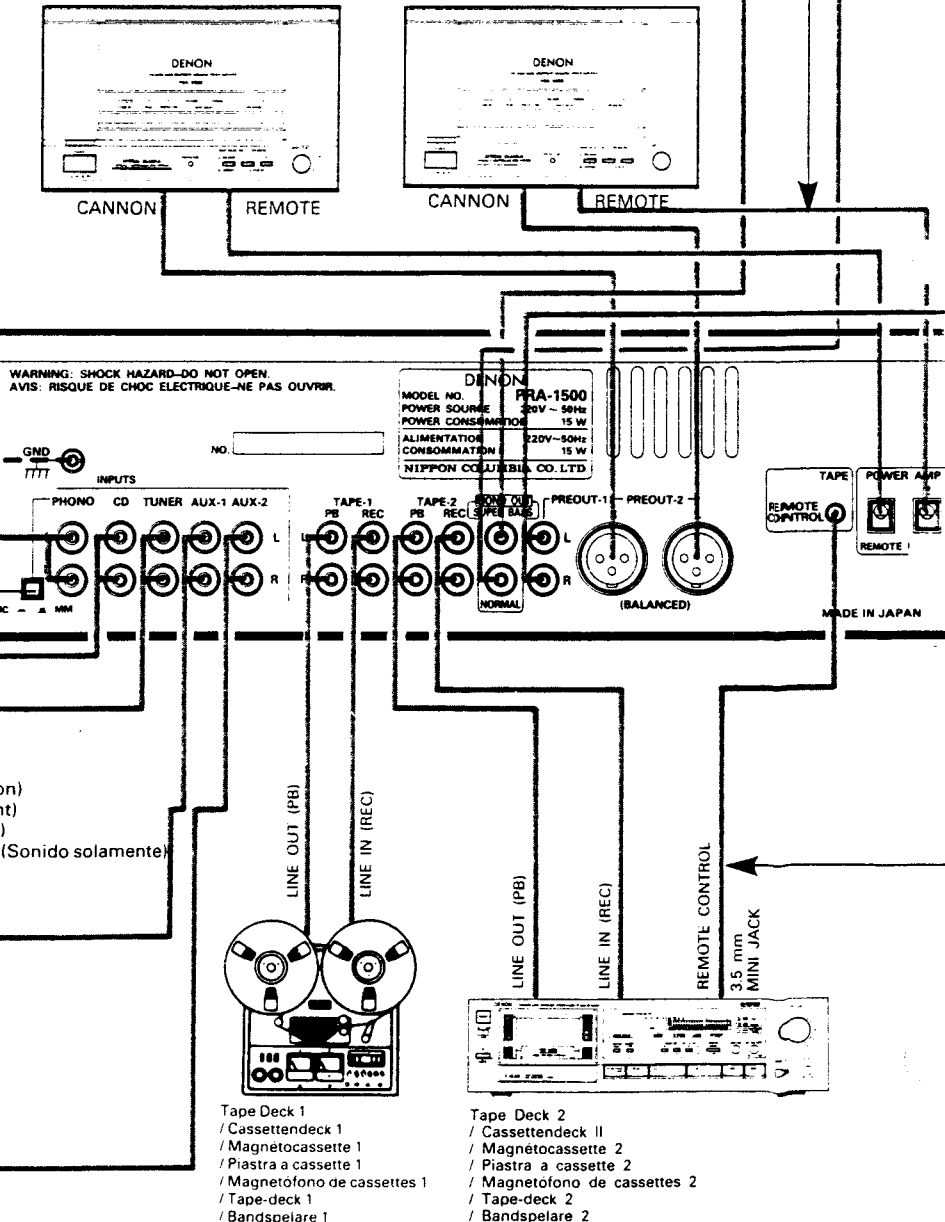 DENON
DENON
CANNON
REMOTE
CANNON
REMOTE
WARNING: SHOCK HAZARD–DO NOT OPEN.
AVIS: RISQUE DE CHOC ELECTRIQUE–NE PAS OUVRIR.
DENON
MODEL NO. PRA-1500
POWER SOURCE 220V ~ 50Hz
POWER CONSUMPTION 15 W
ALIMENTATION 220V~50Hz
CONSOMMATION 15 W
NIPPON COLUMBIA CO. LTD
NO.
GND
INPUTS
PHONO CD TUNER AUX-1 AUX-2
TAPE-1
PB REC
TAPE-2
PB REC
MONO OUT
SUPER BASS
PREOUT-1
PREOUT-2
TAPE
REMOTE
CONTROL
POWER AMP
REMOTE
L
L
L
R
R
R
MM
NORMAL
(BALANCED)
MADE IN JAPAN
on)
nt)
)
(Sonido solamente)
LINE OUT (PB)
LINE IN (REC)
LINE OUT (PB)
LINE IN (REC)
REMOTE CONTROL
3.5 mm
MINI JACK
Tape Deck 1
/ Cassettendeck 1
/ Magnétocassette 1
/ Piastra a cassette 1
/ Magnetófono de cassettes 1
/ Tape-deck 1
/ Bandspelare 1
Tape Deck 2
/ Cassettendeck II
/ Magnétocassette 2
/ Piastra a cassette 2
/ Magnetófono de cassettes 2
/ Tape-deck 2
/ Bandspelare 2